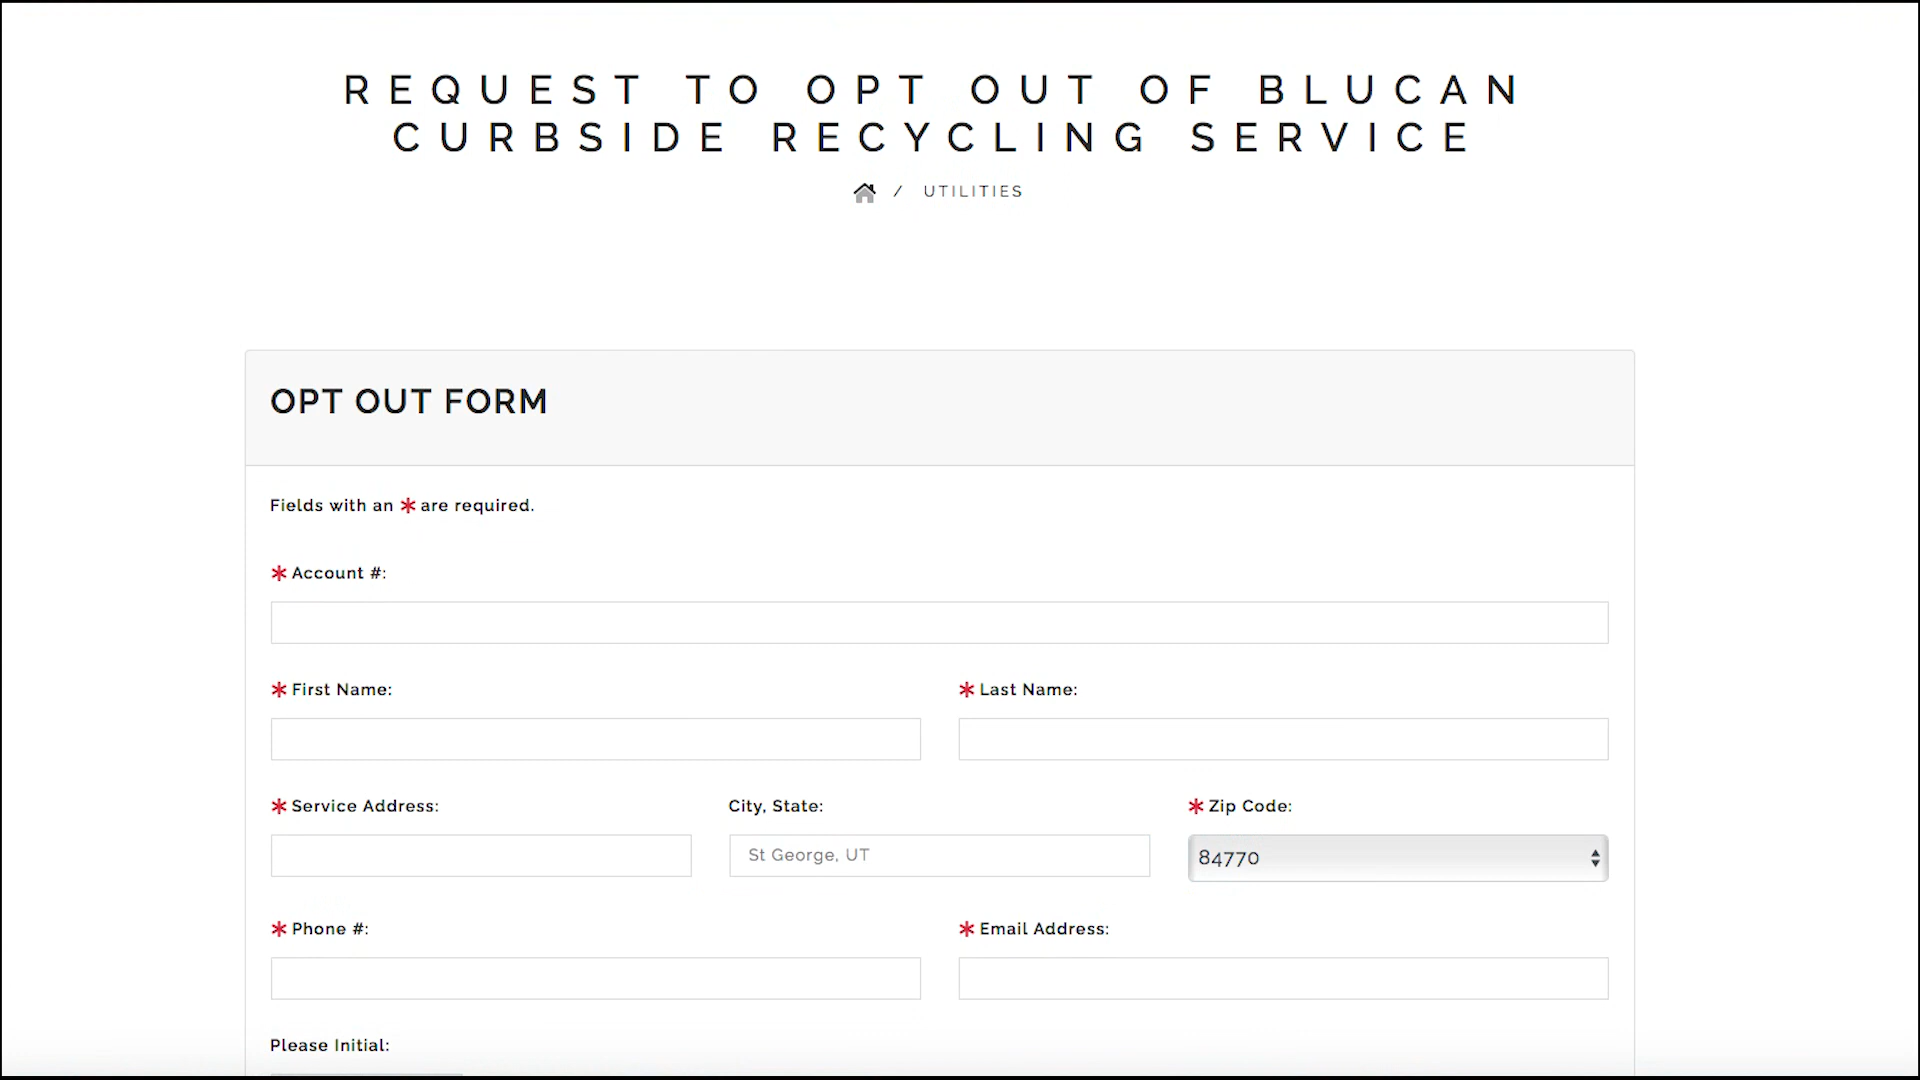 REQUEST TO OPT OUT OF BLUCAN
CURBSIDE RECYCLING SERVICE
/ UTILITIES
OPT OUT FORM
Fields with an * are required.
* Account #:
* First Name:
* Last Name:
* Service Address:
City, State:
* Zip Code:
St George, UT
84770
* Phone #:
* Email Address:
Please Initial: